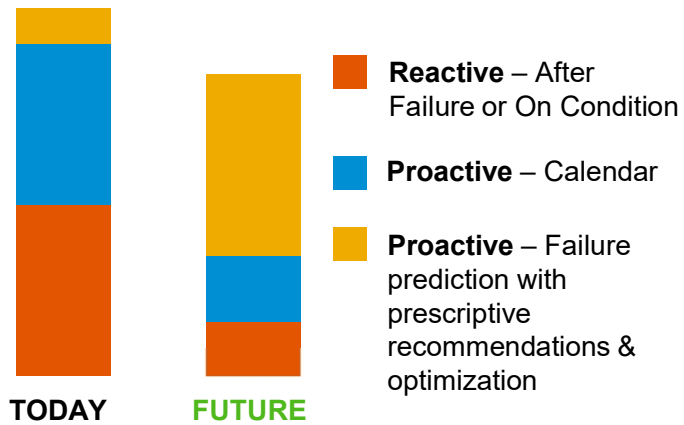 Reactive – After
Failure or On Condition
Proactive – Calendar
Proactive – Failure
prediction with
prescriptive
recommendations &
optimization
TODAY
FUTURE